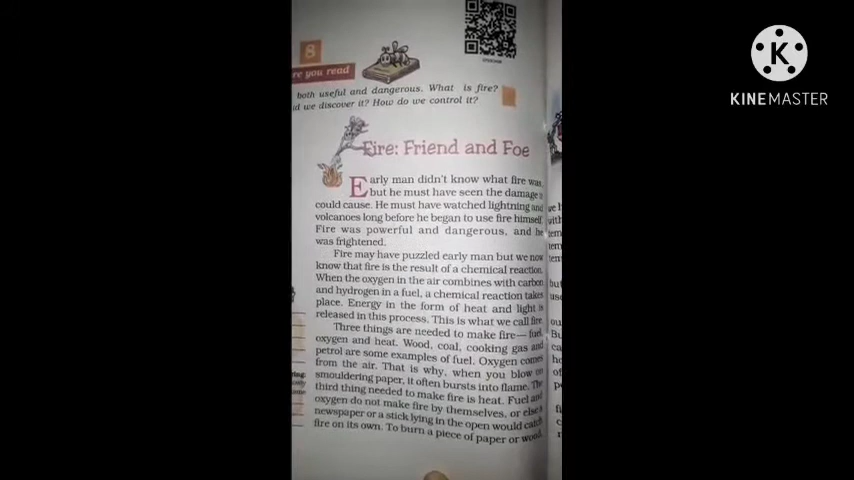 8
re you read
both useful and dangerous. What is fire?
id we discover it? How do we control it?
Fire: Friend and Foe
Early man didn't know what fire was,
but he must have seen the damage it
could cause. He must have watched lightning and
volcanoes long before he began to use fire himself.
Fire was powerful and dangerous, and he
was frightened.
Fire may have puzzled early man but we now
know that fire is the result of a chemical reaction.
When the oxygen in the air combines with carbon
and hydrogen in a fuel, a chemical reaction takes
place. Energy in the form of heat and light is
released in this process. This is what we call fire.
Three things are needed to make fire— fuel,
oxygen and heat. Wood, coal, cooking gas and
petrol are some examples of fuel. Oxygen comes
from the air. That is why, when you blow on
smouldering paper, it often bursts into flame. The
third thing needed to make fire is heat. Fuel and
oxygen do not make fire by themselves, or else a
newspaper or a stick lying in the open would catch
fire on its own. To burn a piece of paper or wood,
K
KINEMASTER